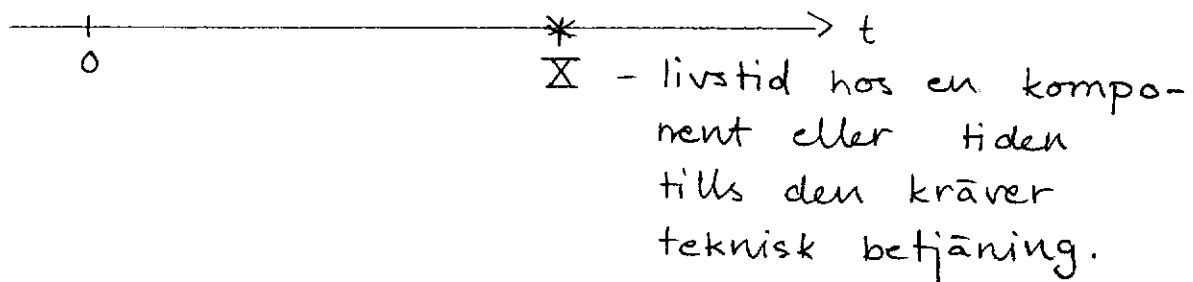 t
0
X - livstid hos en kompo-
nent eller tiden
tills den kräver
teknisk betjäning.